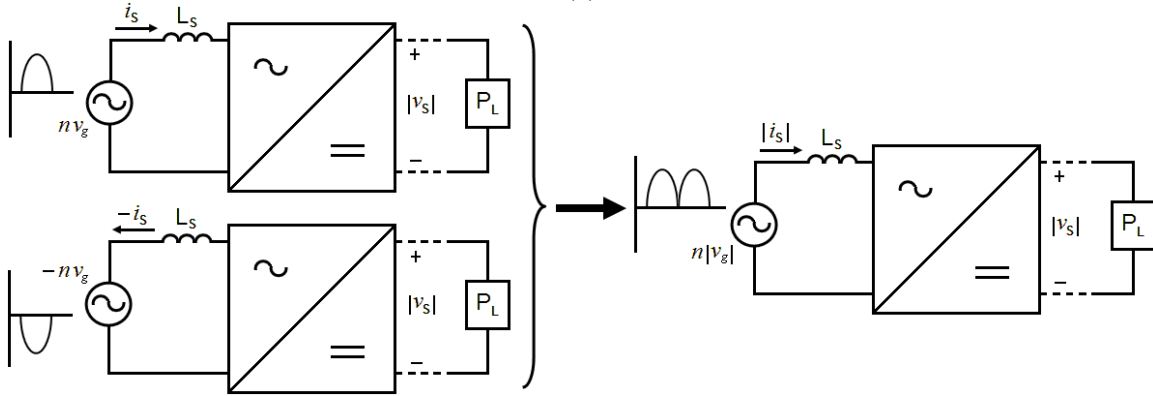 i_S L_S
+
n v_g |v_S| P_L
−
−i_S L_S
+
−n v_g |v_S| P_L
−
|i_S| L_S
+
n|v_g| |v_S| P_L
−